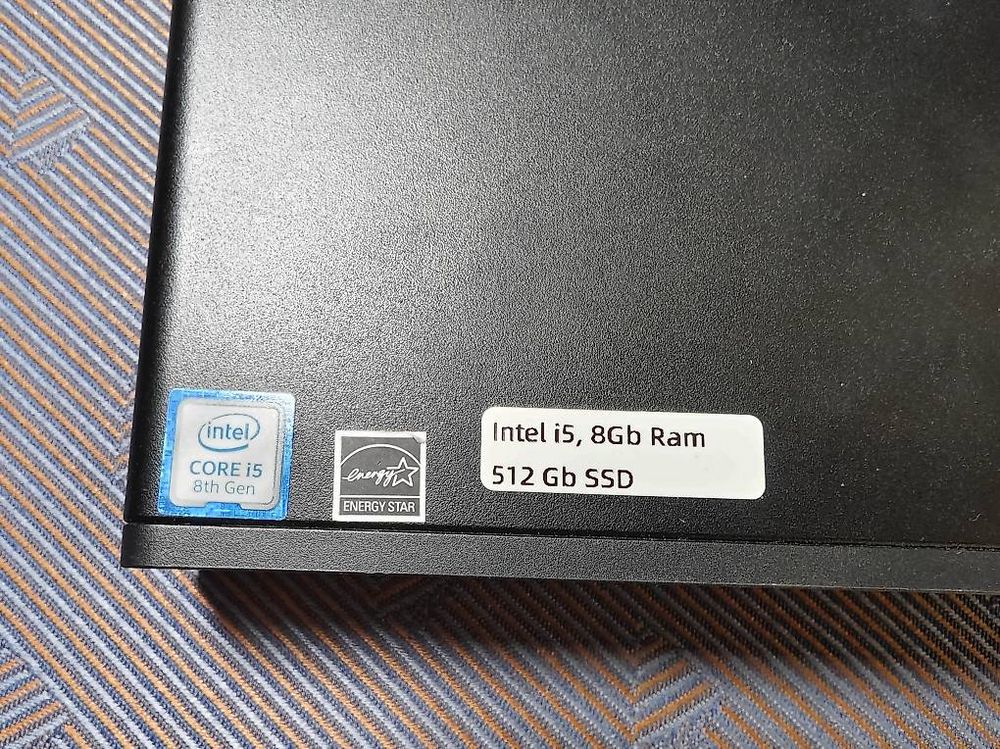 intel
CORE i5
8th Gen
energy
ENERGY STAR
Intel i5, 8Gb Ram
512 Gb SSD